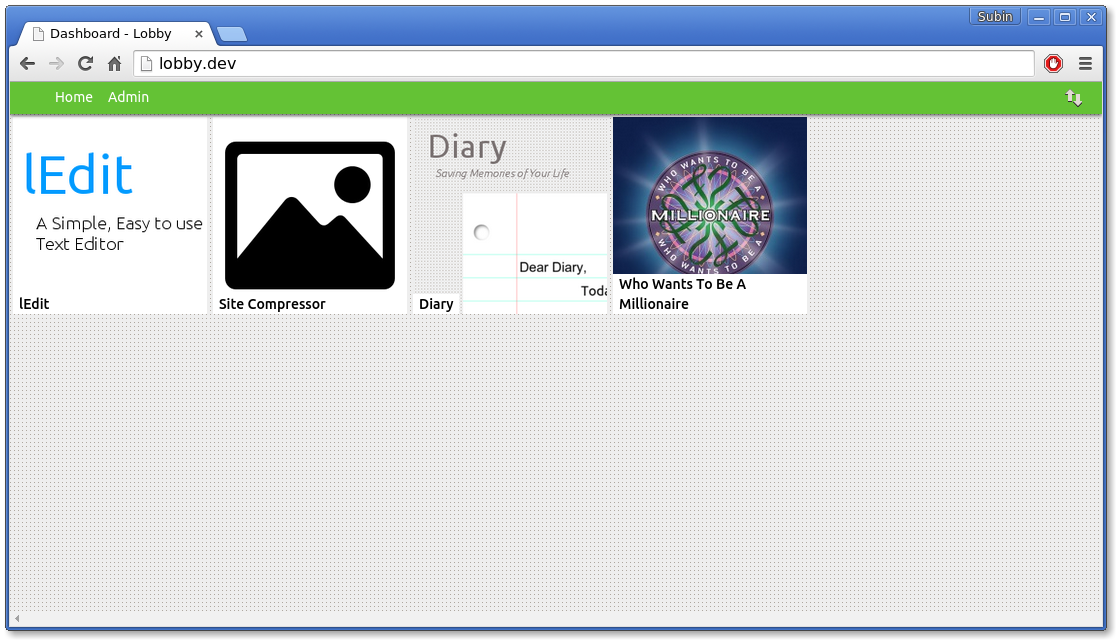 Subin
Dashboard - Lobby
lobby.dev
Home Admin
lEdit
A Simple, Easy to use
Text Editor
lEdit
Site Compressor
Diary
Saving Memories of Your Life
Dear Diary,
Toda
Diary
WHO WANTS TO BE A
MILLIONAIRE
WHO WANTS TO BE A
Who Wants To Be A
Millionaire